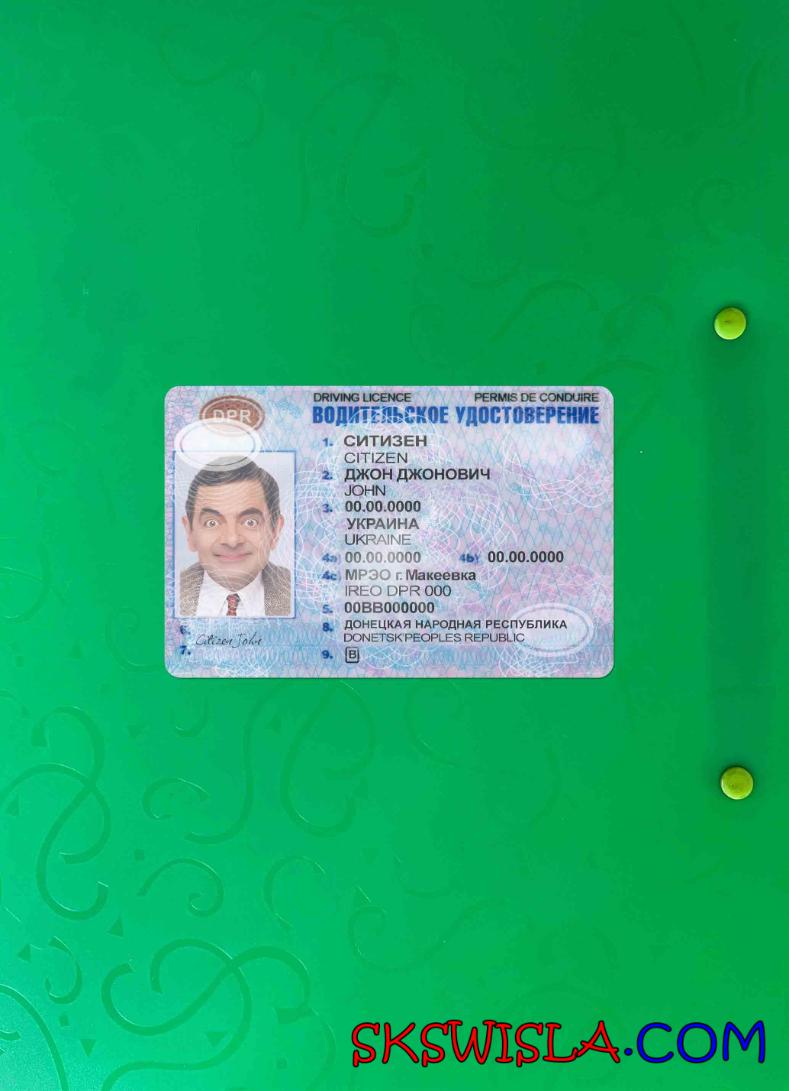 DPR
DRIVING LICENCE PERMIS DE CONDUIRE
ВОДИТЕЛЬСКОЕ УДОСТОВЕРЕНИЕ
1. СИТИЗЕН
CITIZEN
2. ДЖОН ДЖОНОВИЧ
JOHN
3. 00.00.0000
УКРАИНА
UKRAINE
4a) 00.00.0000 4b) 00.00.0000
4c) МРЭО г. Макеевка
IREO DPR 000
5. 00BB000000
6.
7. Citizen John
8. ДОНЕЦКАЯ НАРОДНАЯ РЕСПУБЛИКА
DONETSK'PEOPLES REPUBLIC
9. B
SKSWISLA.COM